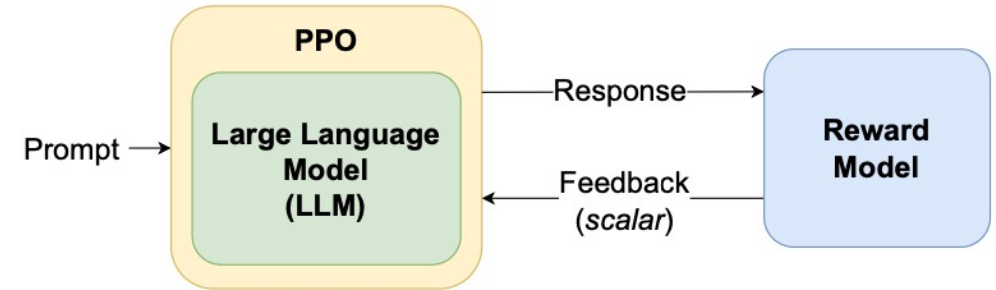 PPO
Large Language
Model
(LLM)
Prompt
Response
Feedback
(scalar)
Reward
Model